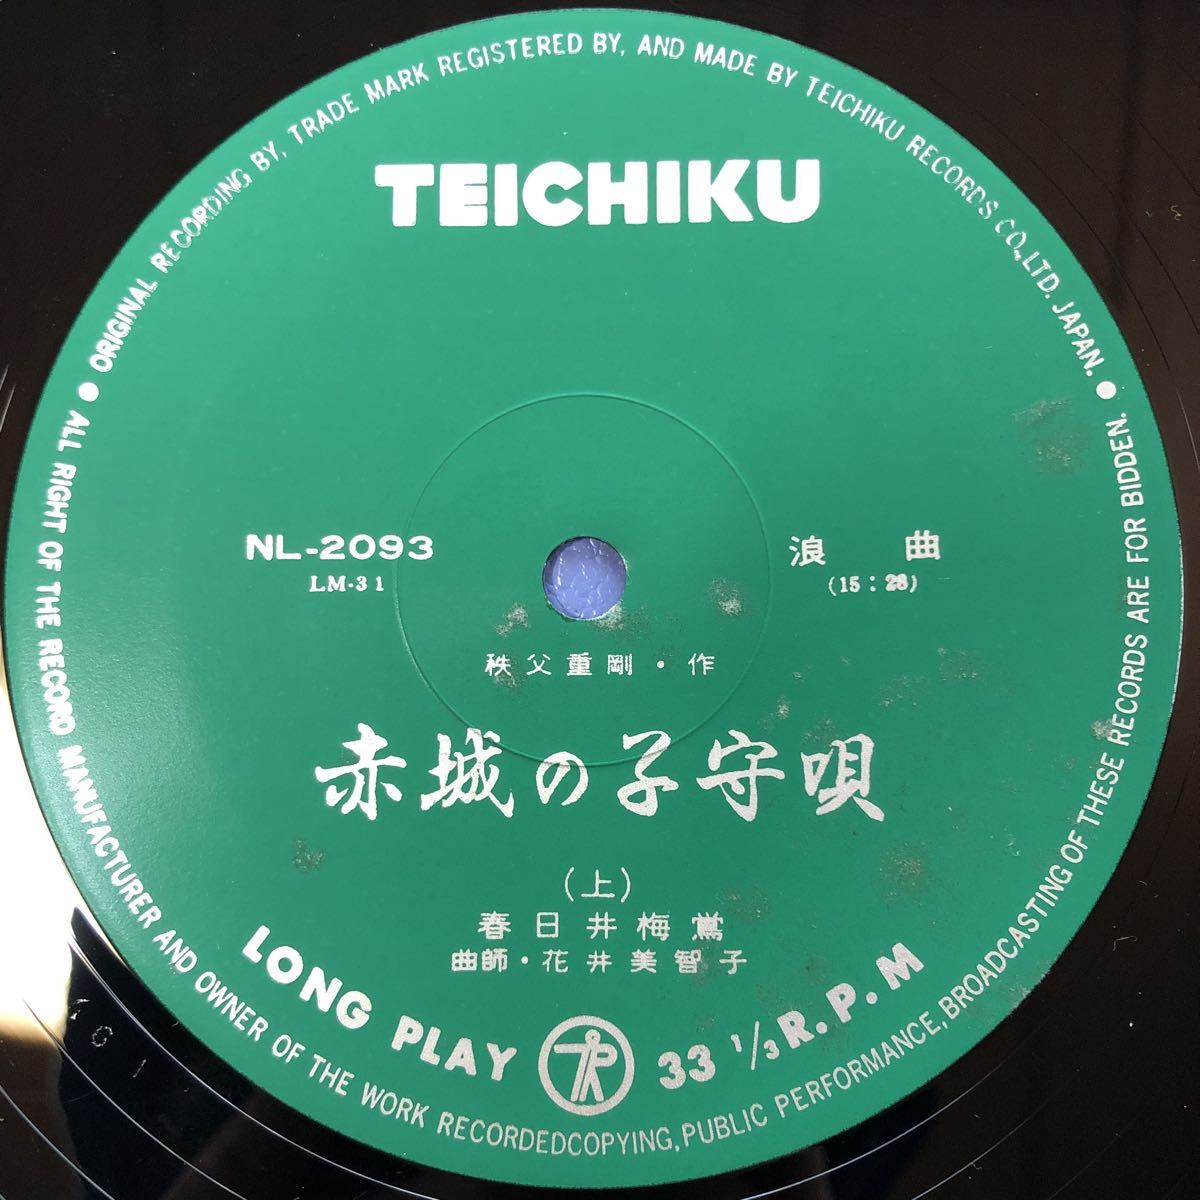 ● ORIGINAL RECORDING BY, TRADE MARK REGISTERED BY, AND MADE BY TEICHIKU RECORDS CO,LTD. JAPAN. ●
TEICHIKU
NL-2093
LM-31
浪曲
(15:28)
秩父重剛・作
赤城の子守唄
(上)
春日井梅鶯
曲師・花井美智子
LONG PLAY 33 1/3 R.P.M
ALL RIGHT OF THE RECORD MANUFACTURER AND OWNER OF THE WORK RECORDEDCOPYING, PUBLIC PERFORMANCE, BROADCASTING OF THESE RECORDS ARE FOR BIDDEN.